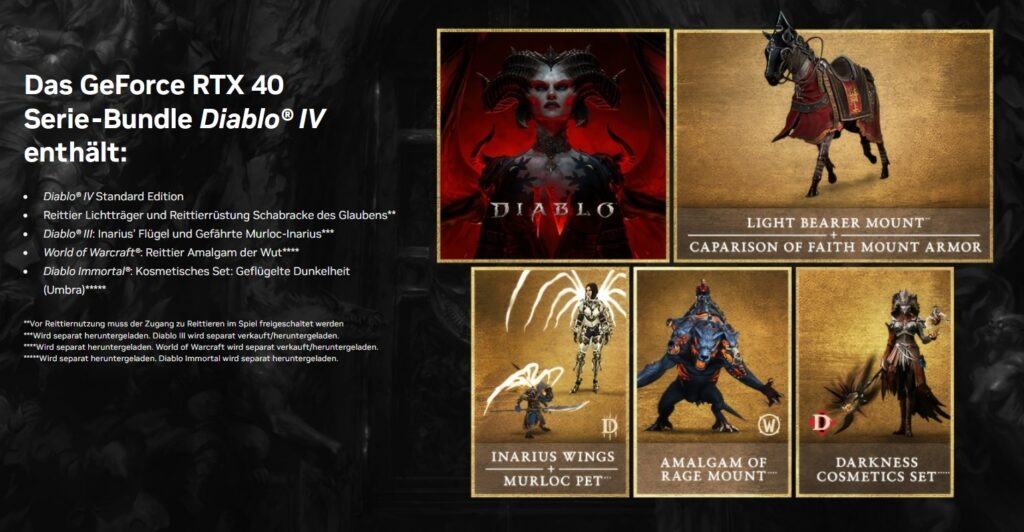 Das GeForce RTX 40
Serie-Bundle Diablo® IV
enthält:
• Diablo® IV Standard Edition
• Reittier Lichtträger und Reittierrüstung Schabracke des Glaubens**
• Diablo® III: Inarius’ Flügel und Gefährte Murloc-Inarius***
• World of Warcraft®: Reittier Amalgam der Wut****
• Diablo Immortal®: Kosmetisches Set: Geflügelte Dunkelheit
(Umbra)*****
**Vor Reittiernutzung muss der Zugang zu Reittieren im Spiel freigeschaltet werden
***Wird separat heruntergeladen. Diablo III wird separat verkauft/heruntergeladen.
****Wird separat heruntergeladen. World of Warcraft wird separat verkauft/heruntergeladen.
*****Wird separat heruntergeladen. Diablo Immortal wird separat heruntergeladen.
DIABLO
LIGHT BEARER MOUNT**
+
CAPARISON OF FAITH MOUNT ARMOR
D
INARIUS WINGS
+
MURLOC PET***
W
AMALGAM OF
RAGE MOUNT****
D
DARKNESS
COSMETICS SET*****